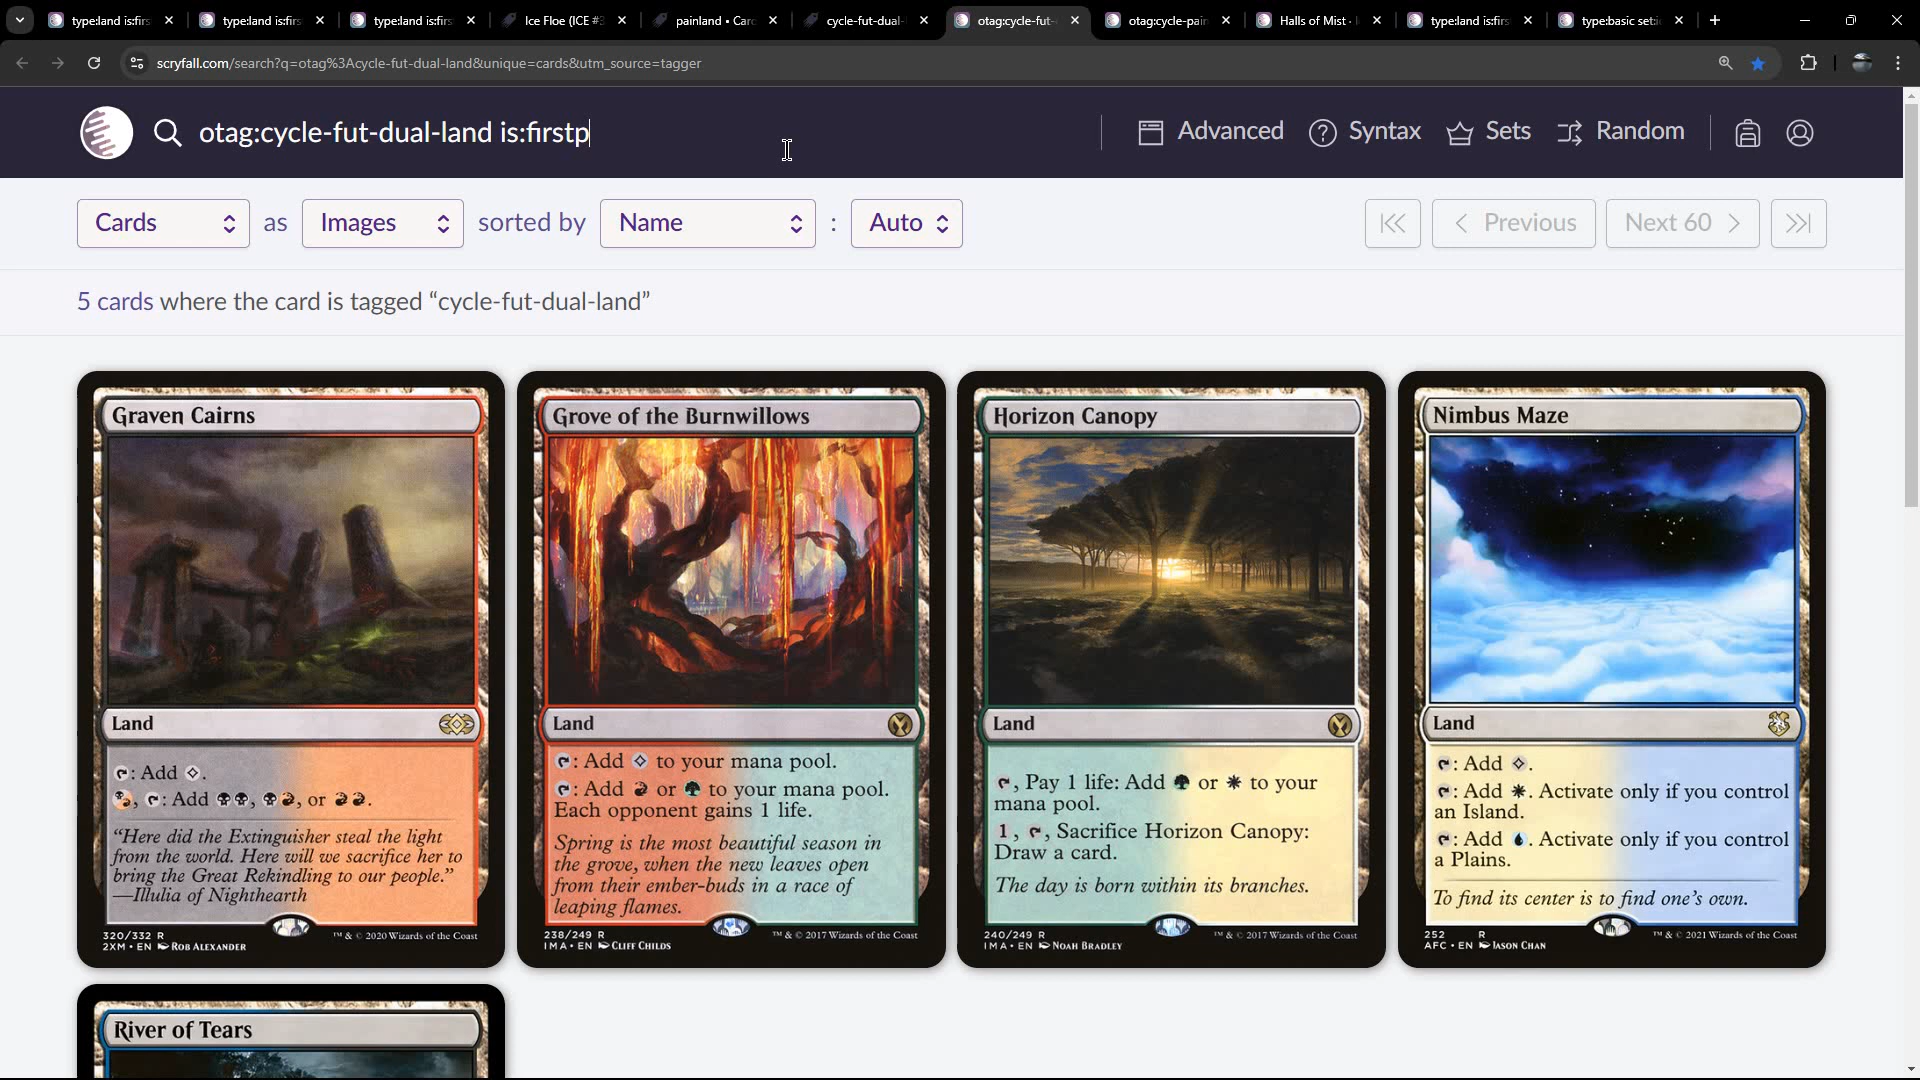 type:land is:firs
type:land is:firs
type:land is:firs
Ice Floe (ICE #3
painland • Card
cycle-fut-dual-
otag:cycle-fut-
otag:cycle-pain
Halls of Mist ·
type:land is:firs
type:basic set:i
scryfall.com/search?q=otag%3Acycle-fut-dual-land&unique=cards&utm_source=tagger
otag:cycle-fut-dual-land is:firstp
Advanced
Syntax
Sets
Random
Cards
as
Images
sorted by
Name
:
Auto
Previous
Next 60
5 cards where the card is tagged “cycle-fut-dual-land”
Graven Cairns
Land
: Add .
, : Add , , or .
“Here did the Extinguisher steal the light
from the world. Here will we sacrifice her to
bring the Great Rekindling to our people.”
—Illulia of Nighthearth
320/332 R
2XM • EN Rob Alexander
™ & © 2020 Wizards of the Coast
Grove of the Burnwillows
Land
: Add to your mana pool.
: Add or to your mana pool.
Each opponent gains 1 life.
Spring is the most beautiful season in
the grove, when the new leaves open
from their ember-buds in a race of
leaping flames.
238/249 R
IMA • EN Cliff Childs
™ & © 2017 Wizards of the Coast
Horizon Canopy
Land
, Pay 1 life: Add or to your
mana pool.
1, , Sacrifice Horizon Canopy:
Draw a card.
The day is born within its branches.
240/249 R
IMA • EN Noah Bradley
™ & © 2017 Wizards of the Coast
Nimbus Maze
Land
: Add .
: Add . Activate only if you control
an Island.
: Add . Activate only if you control
a Plains.
To find its center is to find one’s own.
252 R
AFC • EN Jason Chan
™ & © 2021 Wizards of the Coast
River of Tears